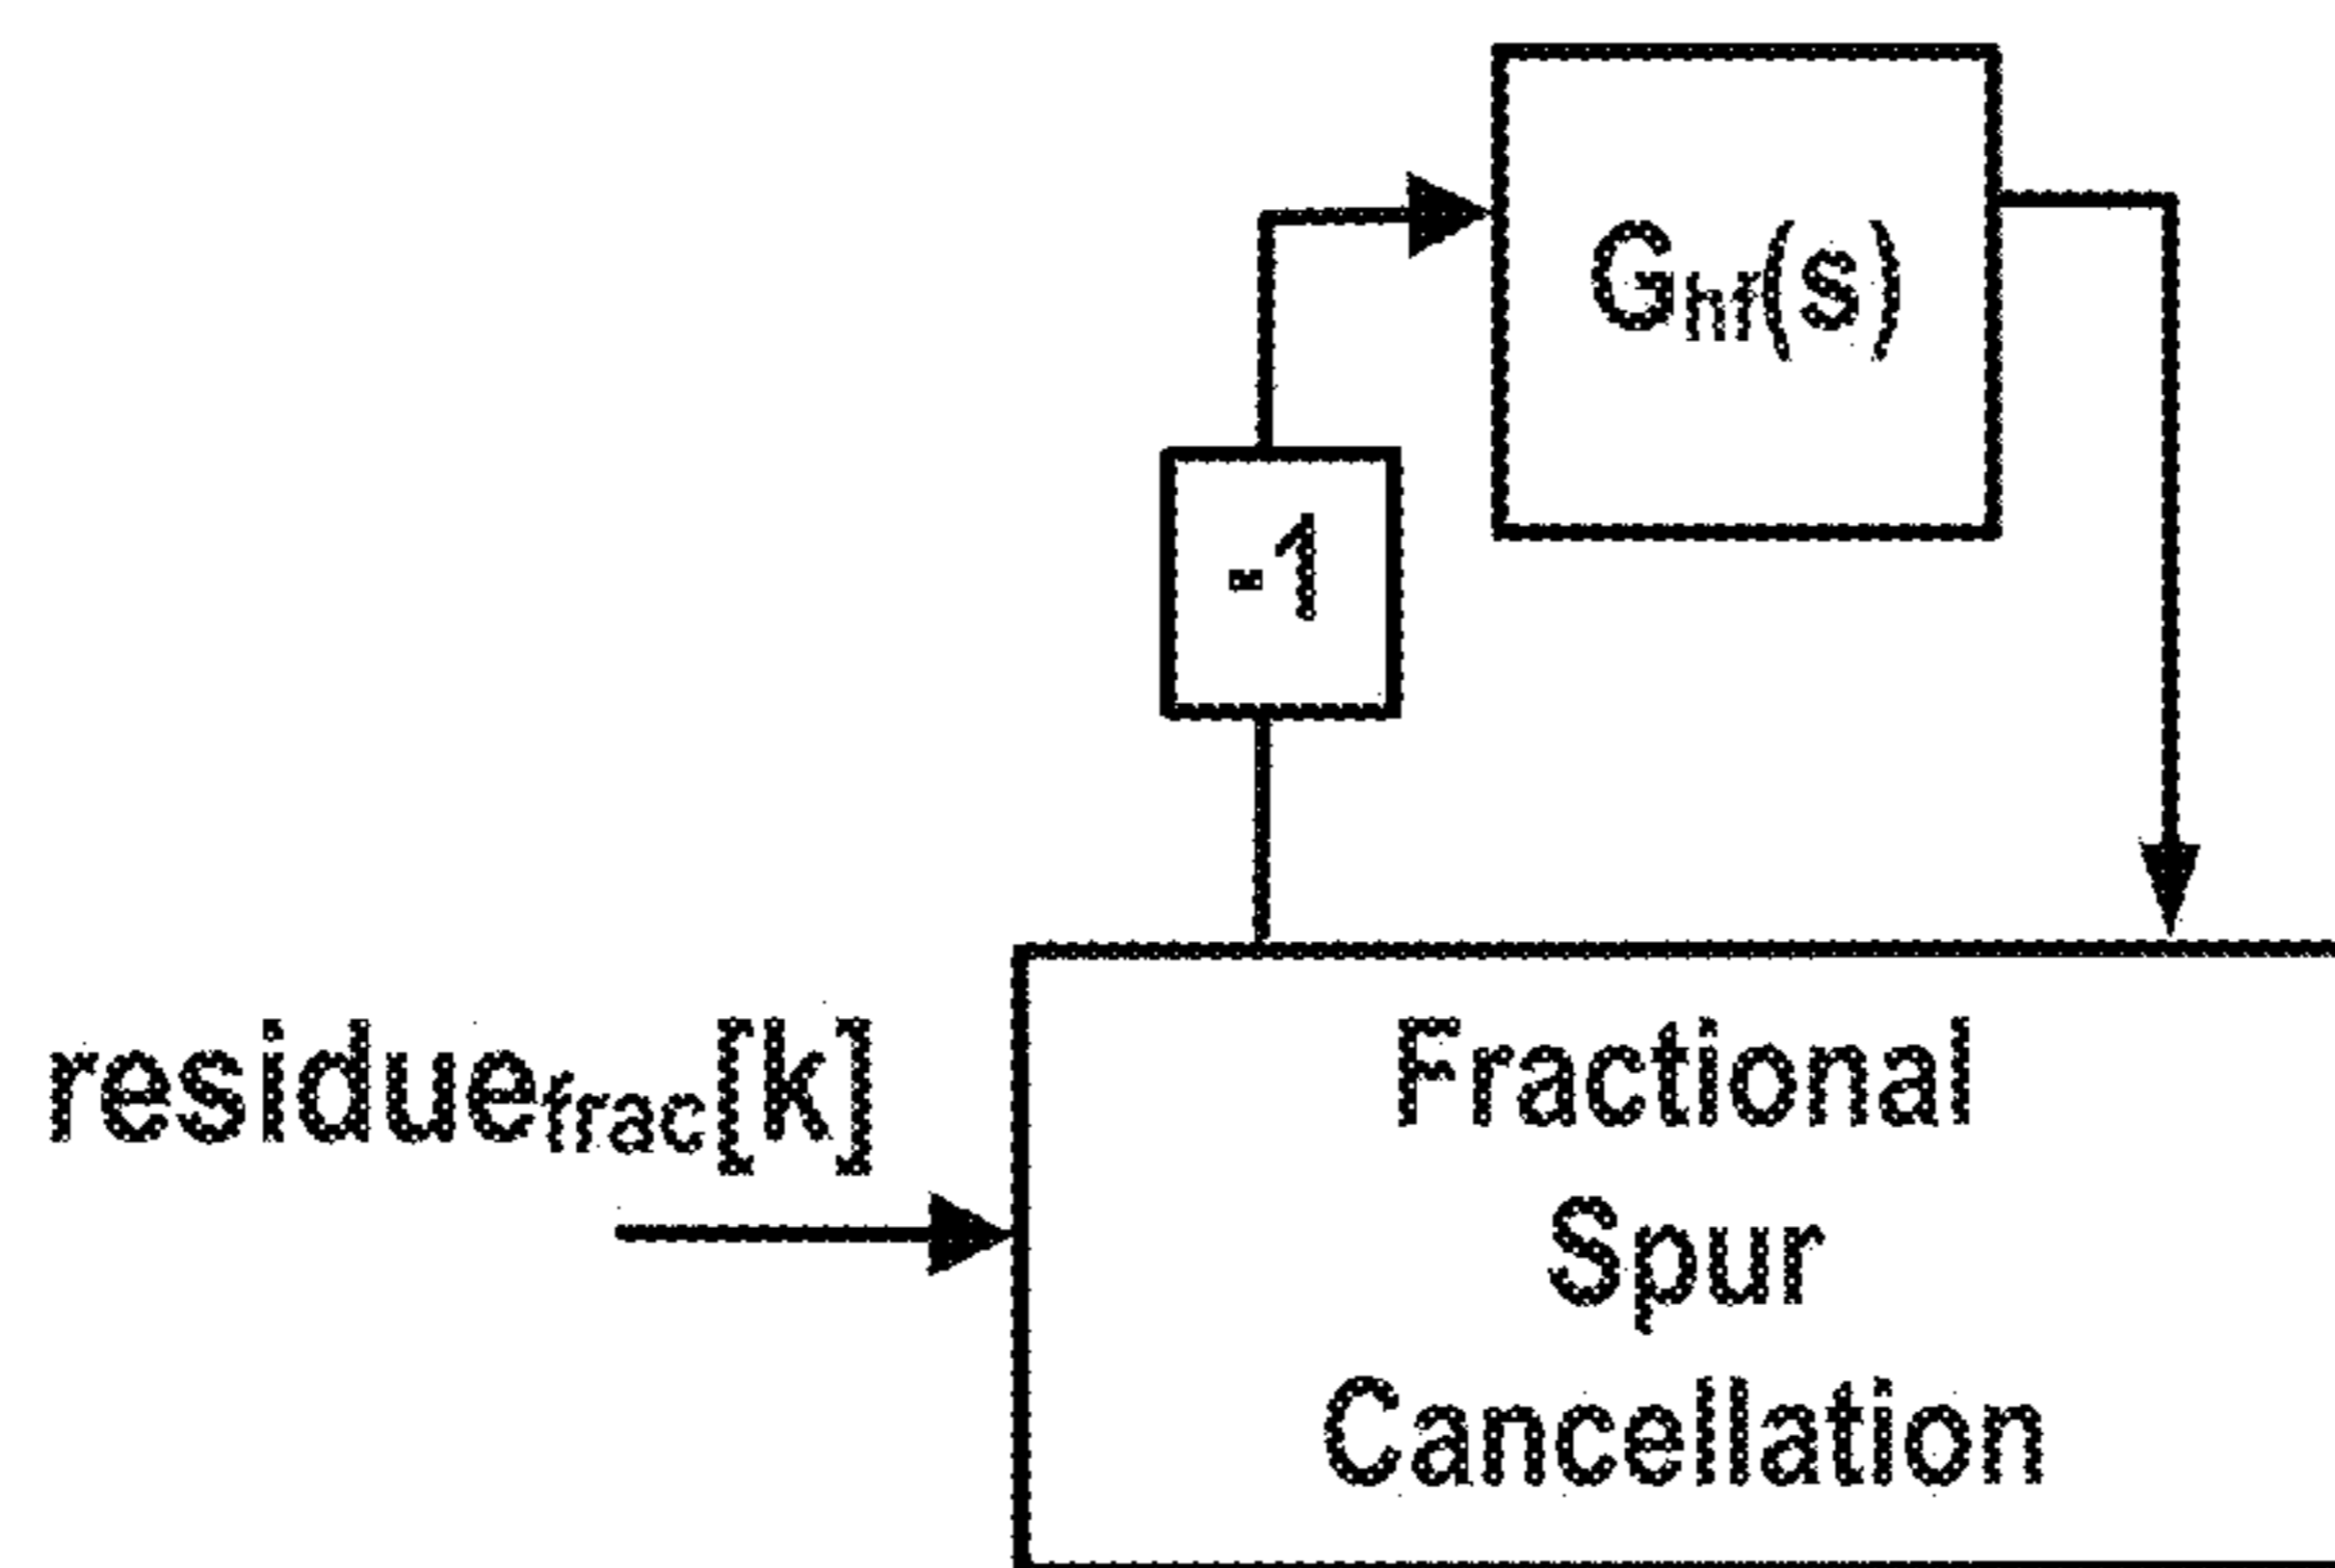 Ghf(s)
-1
residuefrac[k]
Fractional
Spur
Cancellation